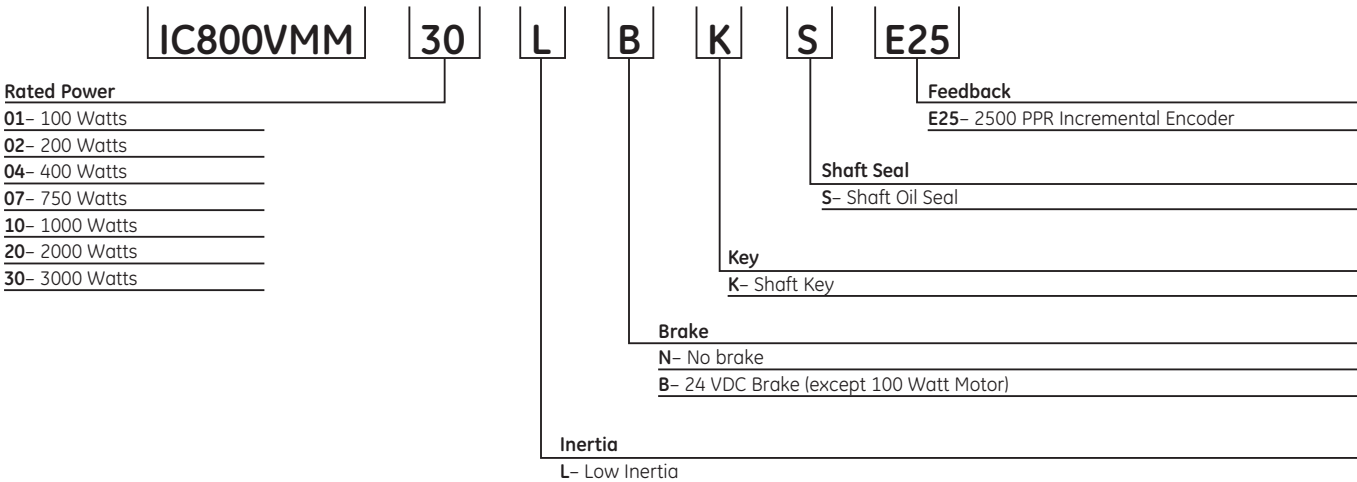 IC800VMM 30 L B K S E25
Rated Power
01– 100 Watts
02– 200 Watts
04– 400 Watts
07– 750 Watts
10– 1000 Watts
20– 2000 Watts
30– 3000 Watts
Feedback
E25– 2500 PPR Incremental Encoder
Shaft Seal
S– Shaft Oil Seal
Key
K– Shaft Key
Brake
N– No brake
B– 24 VDC Brake (except 100 Watt Motor)
Inertia
L– Low Inertia